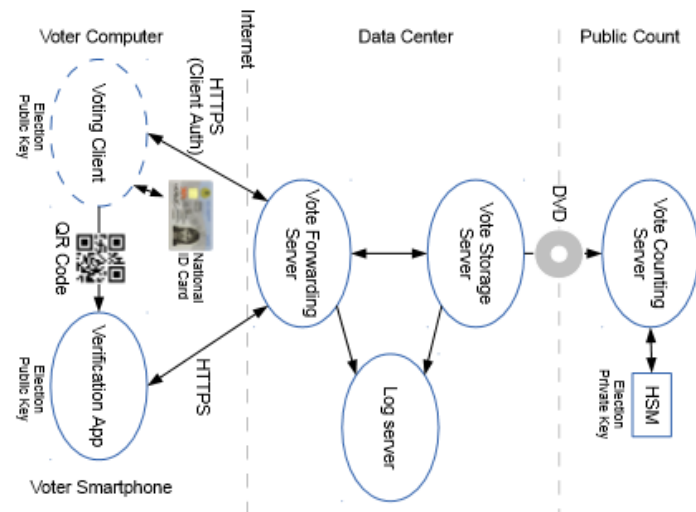 Voter Computer
Internet
Data Center
Public Count
Voting Client
Election
Public Key
HTTPS
(Client Auth)
National
ID Card
QR Code
Vote Forwarding
Server
Vote Storage
Server
DVD
Vote Counting
Server
HSM
Election
Private Key
Verification App
Election
Public Key
HTTPS
Log server
Voter Smartphone